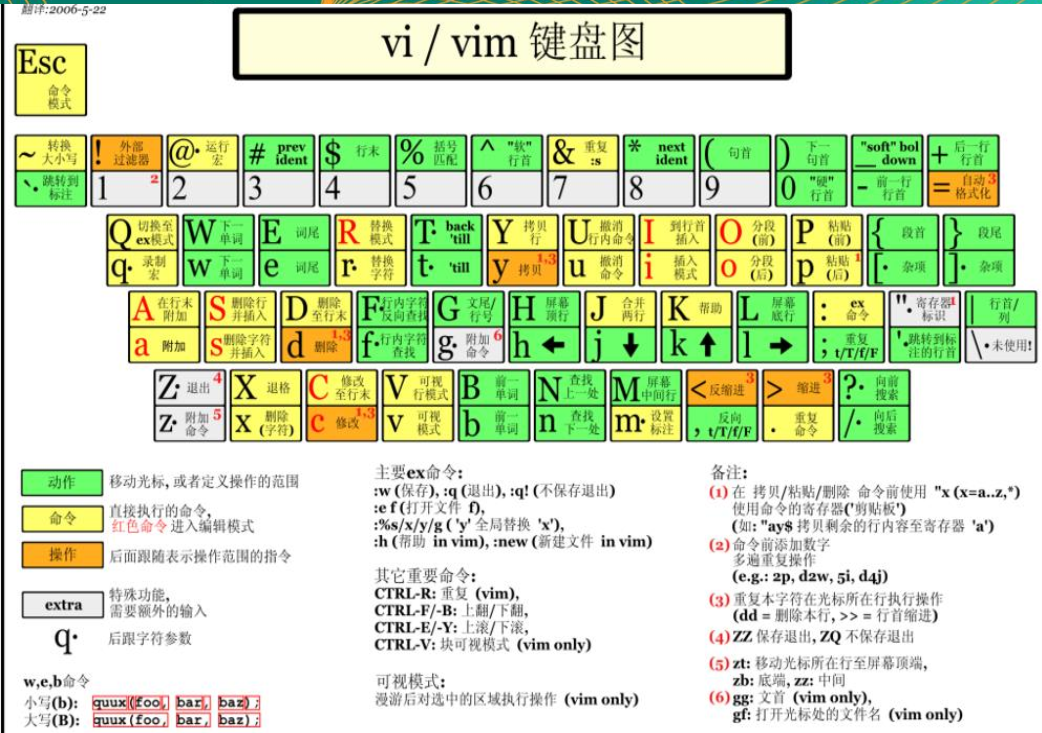 翻译:2006-5-22
vi / vim 键盘图
Esc
命令
模式
~ 转换大小写 ! 外部过滤器 @· 运行宏 # prev ident $ 行末 % 括号匹配 ^ "软"行首 & 重复 :s * next ident ( 句首 ) 下一句首 "soft" bol down _ + 后一行行首
`· 跳转到标注 1 2 2 3 4 5 6 7 8 9 0 "硬"行首 - 前一行行首 = 自动格式化 3
Q 切换至ex模式 W 下一单词 E 词尾 R 替换模式 T· back 'till Y 拷贝行 U 撤消行内命令 I 到行首插入 O 分段(前) P 粘贴(前) { 段首 } 段尾
q· 录制宏 w 下一单词 e 词尾 r· 替换字符 t· 'till y 拷贝 1,3 u 撤消命令 i 插入模式 o 分段(后) p 粘贴(后) 1 [· 杂项 ]· 杂项
A 在行末附加 S 删除行并插入 D 删除至行末 F· 行内字符反向查找 G 文尾/行号 H 屏幕顶行 J 合并两行 K 帮助 L 屏幕底行 : ex命令 "· 寄存器标识 1 | 行首/列
a 附加 s 删除字符并插入 d 删除 1,3 f· 行内字符查找 g· 附加命令 6 h ← j ↓ k ↑ l → ; 重复 t/T/f/F '· 跳转到标注的行首 \· 未使用!
Z· 退出 4 X 退格 C 修改至行末 V 可视行模式 B 前一单词 N 查找上一处 M 屏幕中间行 < 反缩进 3 > 缩进 3 ?· 向前搜索
z· 附加命令 5 x 删除(字符) c 修改 1,3 v 可视模式 b 前一单词 n 查找下一处 m· 设置标注 , 反向 t/T/f/F . 重复命令 /· 向后搜索
动作 移动光标, 或者定义操作的范围
命令 直接执行的命令,
红色命令 进入编辑模式
操作 后面跟随表示操作范围的指令
extra 特殊功能,
需要额外的输入
q· 后跟字符参数
w,e,b命令
小写(b): quux(foo, bar, baz);
大写(B): quux(foo, bar, baz);
主要ex命令:
:w (保存), :q (退出), :q! (不保存退出)
:e f (打开文件 f),
:%s/x/y/g ( 'y' 全局替换 'x'),
:h (帮助 in vim), :new (新建文件 in vim)
其它重要命令:
CTRL-R: 重复 (vim),
CTRL-F/-B: 上翻/下翻,
CTRL-E/-Y: 上滚/下滚,
CTRL-V: 块可视模式 (vim only)
可视模式:
漫游后对选中的区域执行操作 (vim only)
备注:
(1) 在 拷贝/粘贴/删除 命令前使用 "x (x=a..z,*)
使用命令的寄存器('剪贴板')
(如: "ay$ 拷贝剩余的行内容至寄存器 'a')
(2) 命令前添加数字
多遍重复操作
(e.g.: 2p, d2w, 5i, d4j)
(3) 重复本字符在光标所在行执行操作
(dd = 删除本行, >> = 行首缩进)
(4) ZZ 保存退出, ZQ 不保存退出
(5) zt: 移动光标所在行至屏幕顶端,
zb: 底端, zz: 中间
(6) gg: 文首 (vim only),
gf: 打开光标处的文件名 (vim only)